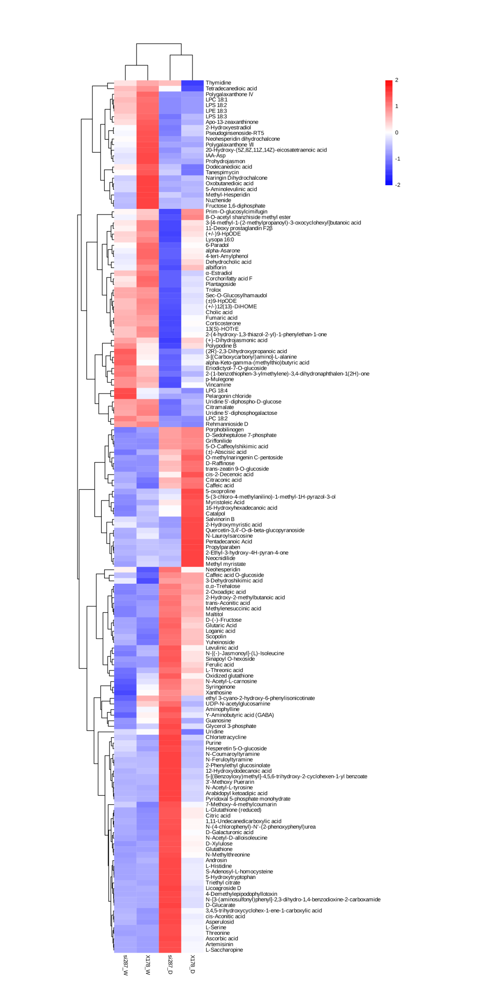 2
1
0
-1
-2
Thymidine
Tetradecanedioic acid
Polygalaxanthone Ⅳ
LPC 18:1
LPS 18:2
LPE 18:3
LPS 18:3
Apo-13-zeaxanthinone
2-Hydroxyestradiol
Pseudoginsenoside-RT5
Neohesperidin dihydrochalcone
Polygalaxanthone Ⅶ
20-Hydroxy-(5Z,8Z,11Z,14Z)-eicosatetraenoic acid
IAA-Asp
Prohydrojasmon
Dodecanedioic acid
Tanespimycin
Naringin Dihydrochalcone
Oxobutanedioic acid
5-Aminolevulinic acid
Methyl-Hesperidin
Nuzhenide
Fructose 1,6-diphosphate
Prim-O-glucosylcimifugin
8-O-acetyl shanzhiside methyl ester
3-[4-methyl-1-(2-methylpropanoyl)-3-oxocyclohexyl]butanoic acid
11-Deoxy prostaglandin F2β
(+/-)9-HpODE
Lysopa 16:0
6-Paradol
alpha-Asarone
4-tert-Amylphenol
Dehydrocholic acid
albiflorin
α-Estradiol
Corchorifatty acid F
Plantagoside
Trolox
Sec-O-Glucosylhamaudol
(±)9-HpODE
(+/-)12(13)-DiHOME
Cholic acid
Fumaric acid
Corticosterone
13(S)-HOTrE
2-(4-hydroxy-1,3-thiazol-2-yl)-1-phenylethan-1-one
(+)-Dihydrojasmonic acid
Polypodine B
(2R)-2,3-Dihydroxypropanoic acid
3-[(Carboxycarbonyl)amino]-L-alanine
alpha-Keto-gamma-(methylthio)butyric acid
Eriodictyol-7-O-glucoside
2-(1-benzothiophen-3-ylmethylene)-3,4-dihydronaphthalen-1(2H)-one
p-Mulegone
Vincamine
LPG 18:4
Pelargonin chloride
Uridine 5'-diphospho-D-glucose
Citramalate
Uridine 5'-diphosphogalactose
LPC 18:2
Rehmannioside D
Porphobilinogen
D-Sedoheptulose 7-phosphate
Griffonilide
5-O-Caffeoylshikimic acid
(±)-Abscisic acid
O-methylnaringenin C-pentoside
D-Raffinose
trans-zeatin 9-O-glucoside
cis-2-Decenoic acid
Citraconic acid
Caffeic acid
5-oxoproline
5-(3-chloro-4-methylanilino)-1-methyl-1H-pyrazol-3-ol
Myristoleic Acid
16-Hydroxyhexadecanoic acid
Catalpol
Salvinorin B
2-Hydroxymyristic acid
Quercetin-3,4'-O-di-beta-glucopyranoside
N-Lauroylsarcosine
Pentadecanoic Acid
Propylparaben
2-Ethyl-3-hydroxy-4H-pyran-4-one
Neocnidilide
Methyl myristate
Neohesperidin
Caffeic acid O-glucoside
3-Dehydroshikimic acid
α,α-Trehalose
2-Oxoadipic acid
2-Hydroxy-2-methylbutanoic acid
trans-Aconitic acid
Methylenesuccinic acid
Maltitol
D-(-)-Fructose
Glutaric Acid
Loganic acid
Scopolin
Yuheinoside
Levulinic acid
N-[(-)-Jasmonoyl]-(L)-Isoleucine
Sinapoyl O-hexoside
Ferulic acid
L-Threonic acid
Oxidized glutathione
N-Acetyl-L-carnosine
Syringenone
Xanthosine
ethyl 3-cyano-2-hydroxy-6-phenylisonicotinate
UDP-N-acetylglucosamine
Aminophylline
Y-Aminobutyric acid (GABA)
Guanosine
Glycerol 3-phosphate
Uridine
Chlortetracycline
Purine
Hesperetin 5-O-glucoside
N-Coumaroyltyramine
N-Feruloyltyramine
2-Phenylethyl glucosinolate
12-Hydroxydodecanoic acid
5-[(Benzoyloxy)methyl]-4,5,6-trihydroxy-2-cyclohexen-1-yl benzoate
3'-Methoxy Puerarin
N-Acetyl-L-tyrosine
Arabidopyl ketoadipic acid
Pyridoxal 5-phosphate monohydrate
7-Methoxy-4-methylcoumarin
L-Glutathione (reduced)
Citric acid
1,11-Undecanedicarboxylic acid
N-(4-chlorophenyl)-N'-(2-phenoxyphenyl)urea
D-Galacturonic acid
N-Acetyl-D-alloisoleucine
D-Xylulose
Glutathione
N-Methylthreonine
Androsin
L-Histidine
S-Adenosyl-L-homocysteine
5-Hydroxytryptophan
Triethyl citrate
Licoagroside D
4-Demethylepipodophyllotoxin
N-[3-(aminosulfonyl)phenyl]-2,3-dihydro-1,4-benzodioxine-2-carboxamide
D-Glucarate
3,4,5-trihydroxycyclohex-1-ene-1-carboxylic acid
cis-Aconitic acid
Asperulosid
L-Serine
Threonine
Ascorbic acid
Artemisinin
L-Saccharopine
si287_W
X178_W
si287_D
X178_D